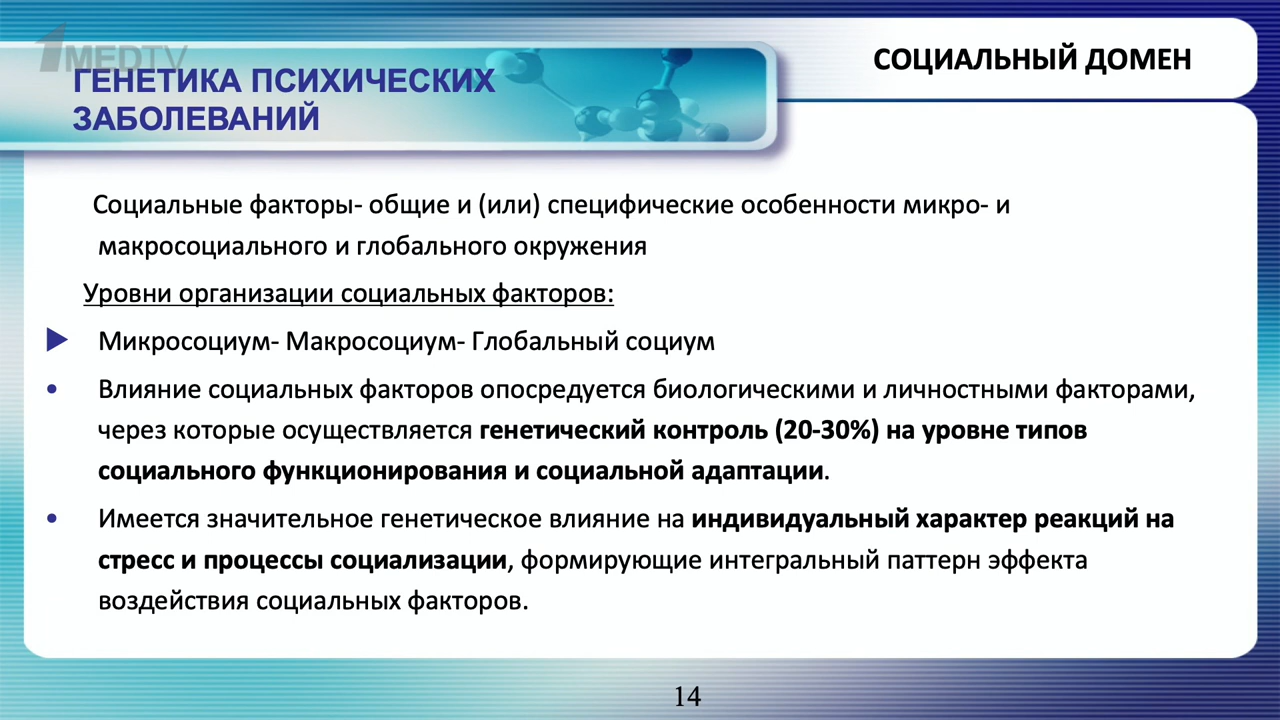 1MEDTV
ГЕНЕТИКА ПСИХИЧЕСКИХ
ЗАБОЛЕВАНИЙ
СОЦИАЛЬНЫЙ ДОМЕН
Социальные факторы- общие и (или) специфические особенности микро- и
макросоциального и глобального окружения
Уровни организации социальных факторов:
Микросоциум- Макросоциум- Глобальный социум
Влияние социальных факторов опосредуется биологическими и личностными факторами,
через которые осуществляется генетический контроль (20-30%) на уровне типов
социального функционирования и социальной адаптации.
Имеется значительное генетическое влияние на индивидуальный характер реакций на
стресс и процессы социализации, формирующие интегральный паттерн эффекта
воздействия социальных факторов.
14